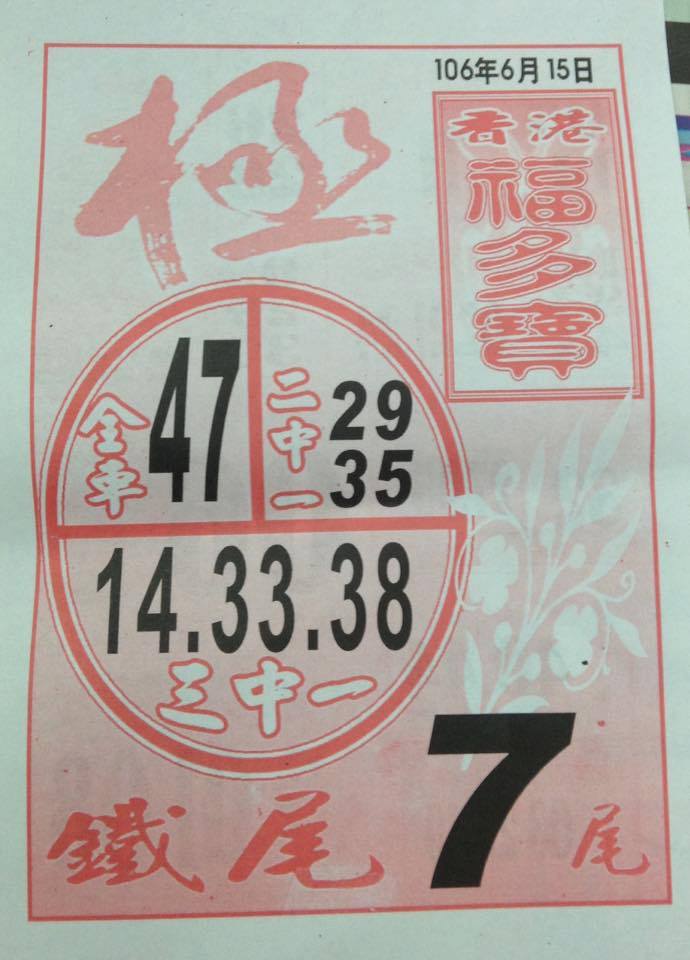 106年6月15日
極
香港
福多寶
全車
47
二中一
29
35
14.33.38
三中一
鐵尾 7 尾